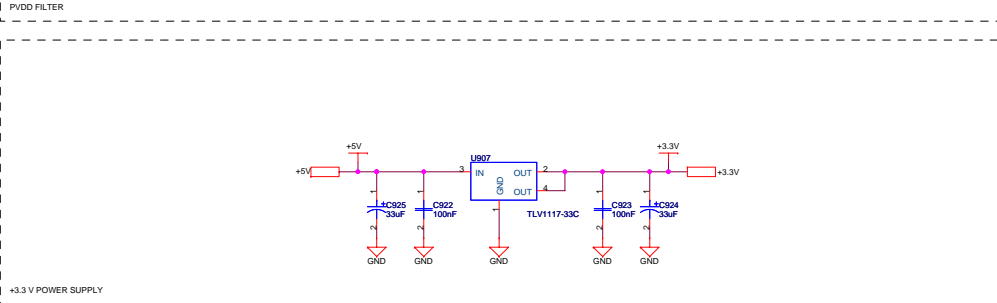 PVDD FILTER
+5V
+3.3V
U907
+5V
3
IN
OUT
2
+3.3V
GND
OUT
4
1
1
1
1
1
+C925
33uF
C922
100nF
TLV1117-33C
C923
100nF
+C924
33uF
2
2
2
2
GND
GND
GND
GND
GND
+3.3 V POWER SUPPLY